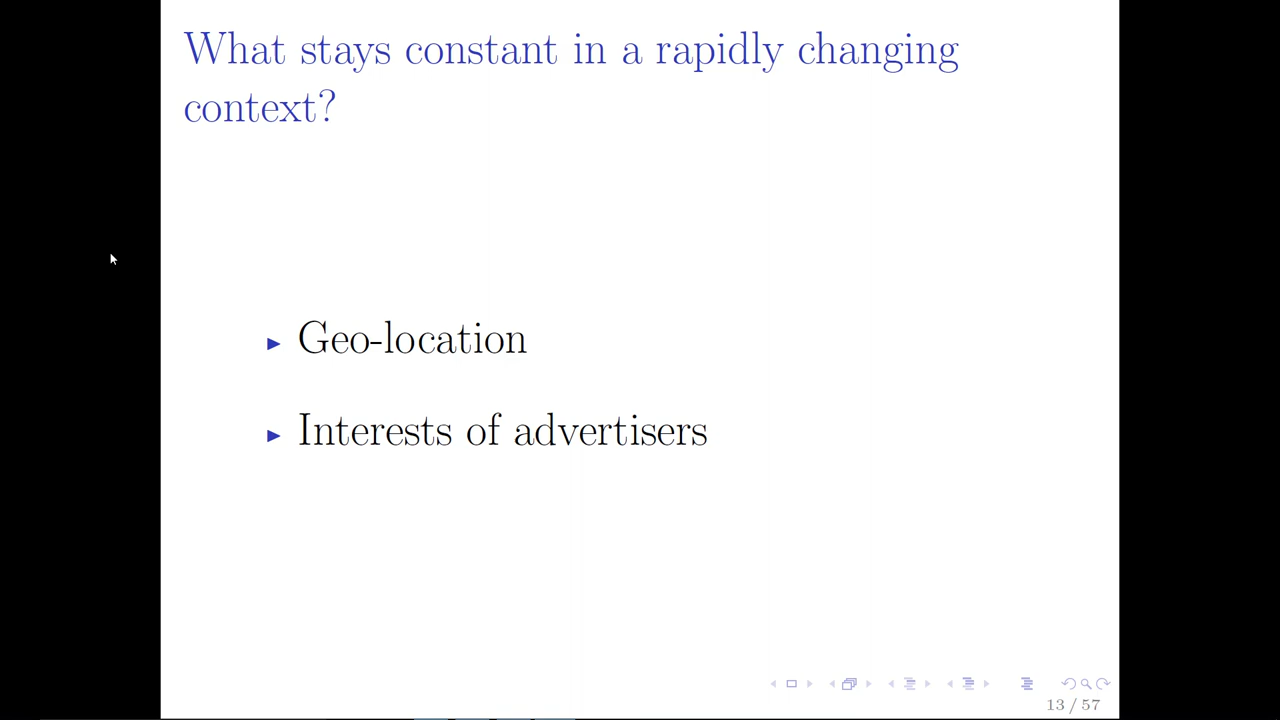 What stays constant in a rapidly changing
context?
Geo-location
Interests of advertisers
13 / 57